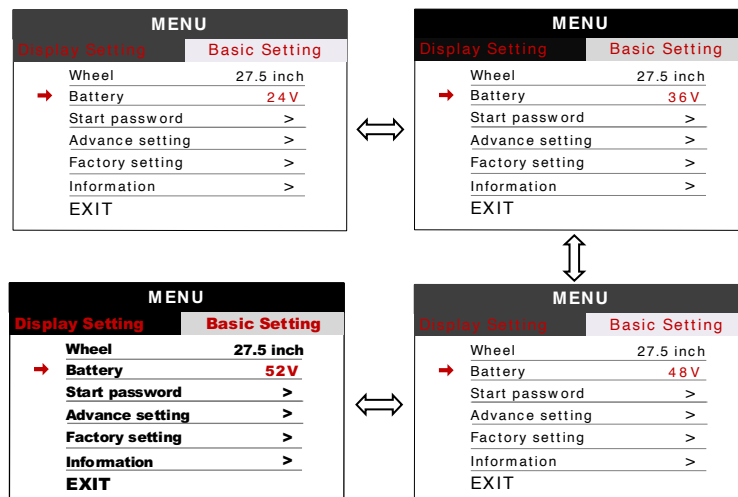 MENU
Display Setting Basic Setting
Wheel 27.5 inch
Battery 24V
Start password >
Advance setting >
Factory setting >
Information >
EXIT
MENU
Display Setting Basic Setting
Wheel 27.5 inch
Battery 36V
Start password >
Advance setting >
Factory setting >
Information >
EXIT
MENU
Display Setting Basic Setting
Wheel 27.5 inch
Battery 52V
Start password >
Advance setting >
Factory setting >
Information >
EXIT
MENU
Display Setting Basic Setting
Wheel 27.5 inch
Battery 48V
Start password >
Advance setting >
Factory setting >
Information >
EXIT